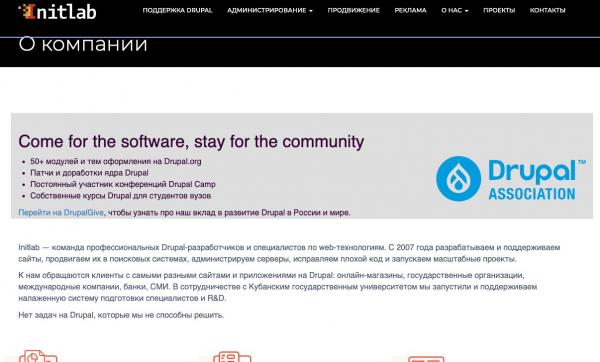 Initlab
ПОДДЕРЖКА DRUPAL АДМИНИСТРИРОВАНИЕ ПРОДВИЖЕНИЕ РЕКЛАМА О НАС ПРОЕКТЫ КОНТАКТЫ
О компании
Come for the software, stay for the community
50+ модулей и тем оформления на Drupal.org
Патчи и доработки ядра Drupal
Постоянный участник конференций Drupal Camp
Собственные курсы Drupal для студентов вузов
Перейти на DrupalGive, чтобы узнать про наш вклад в развитие Drupal в России и мире.
Drupal™
ASSOCIATION
Initlab — команда профессиональных Drupal-разработчиков и специалистов по web-технологиям. С 2007 года разрабатываем и поддерживаем
сайты, продвигаем их в поисковых системах, администрируем серверы, исправляем плохой код и запускаем масштабные проекты.
К нам обращаются клиенты с самыми разными сайтами и приложениями на Drupal: онлайн-магазины, государственные организации,
международные компании, банки, СМИ. В сотрудничестве с Кубанским государственным университетом мы запустили и поддерживаем
налаженную систему подготовки специалистов и R&D.
Нет задач на Drupal, которые мы не способны решить.